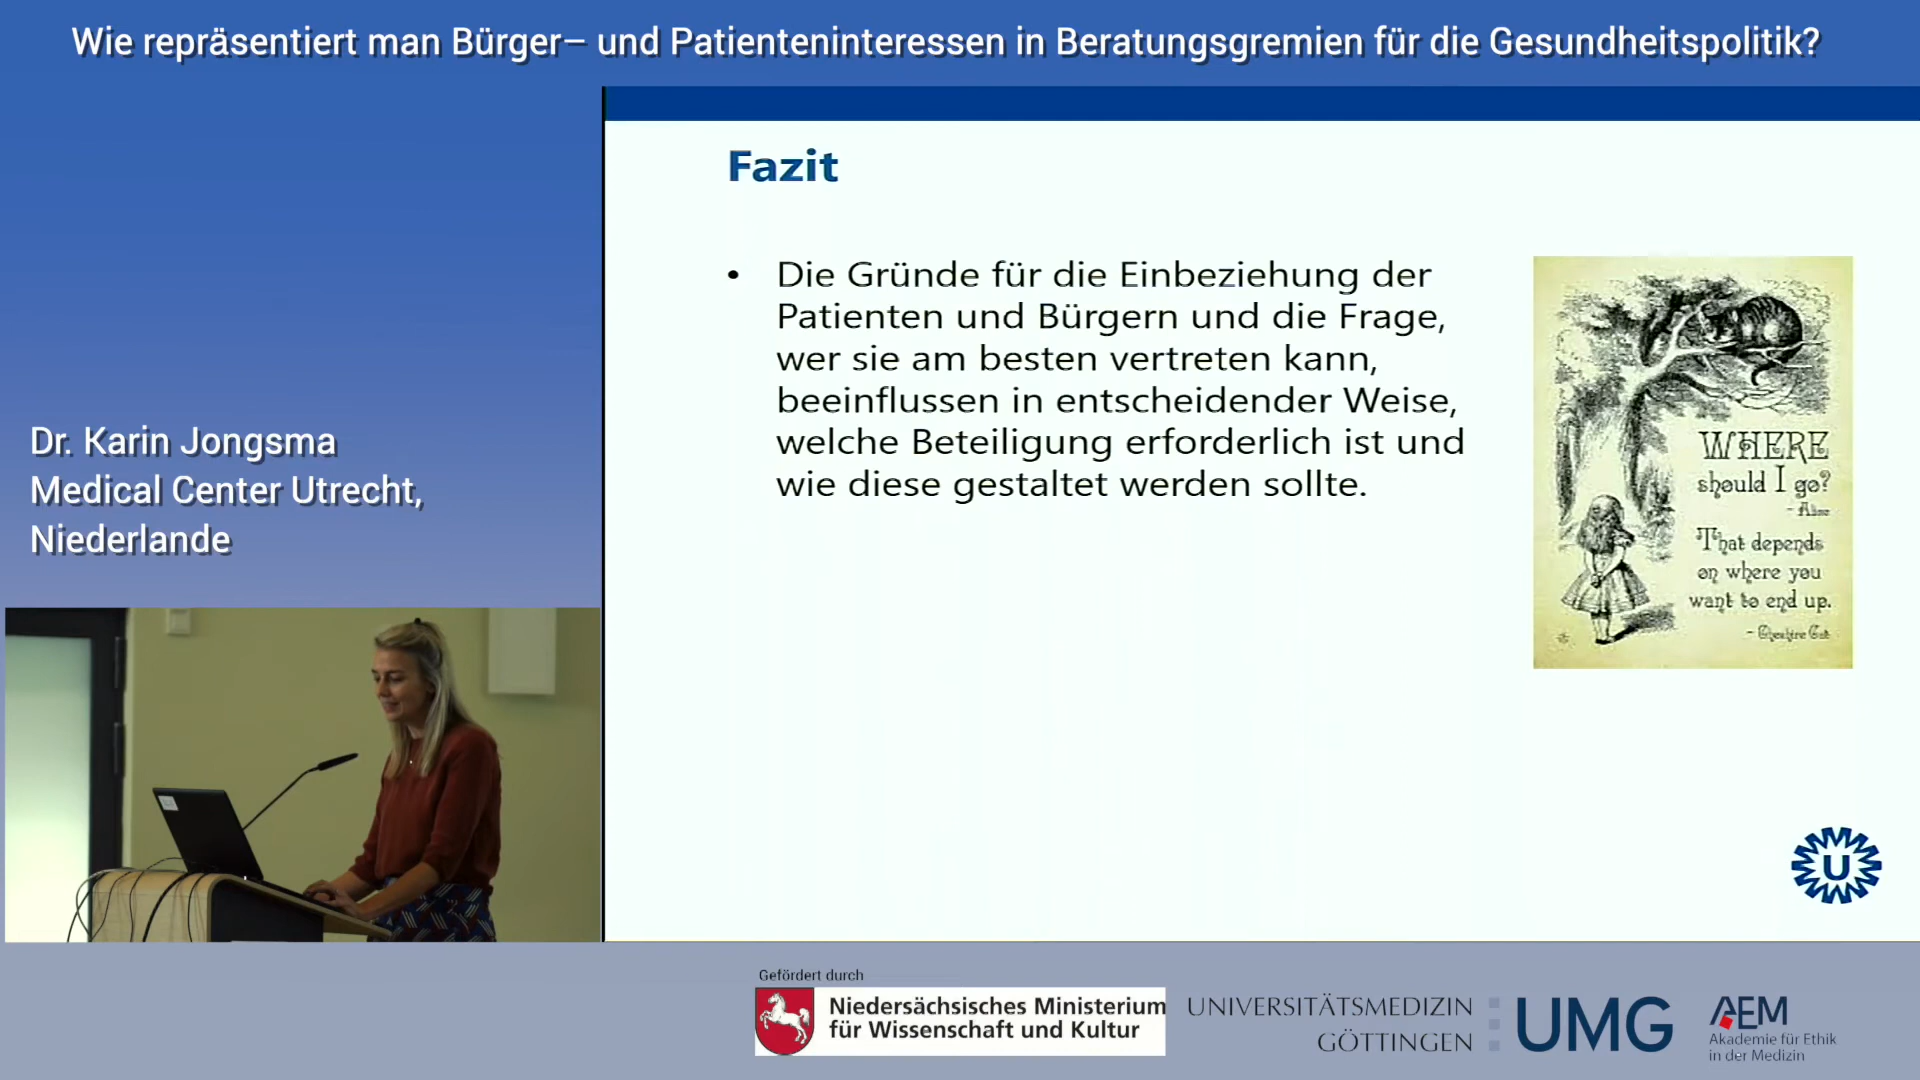 Wie repräsentiert man Bürger– und Patienteninteressen in Beratungsgremien für die Gesundheitspolitik?
Fazit
• Die Gründe für die Einbeziehung der
Patienten und Bürgern und die Frage,
wer sie am besten vertreten kann,
beeinflussen in entscheidender Weise,
welche Beteiligung erforderlich ist und
wie diese gestaltet werden sollte.
WHERE
should I go?
- Alice
That depends
on where you
want to end up.
- Cheshire Cat
Dr. Karin Jongsma
Medical Center Utrecht,
Niederlande
U
Gefördert durch
Niedersächsisches Ministerium
für Wissenschaft und Kultur
UNIVERSITÄTSMEDIZIN
GÖTTINGEN
UMG
AEM
Akademie für Ethik
in der Medizin